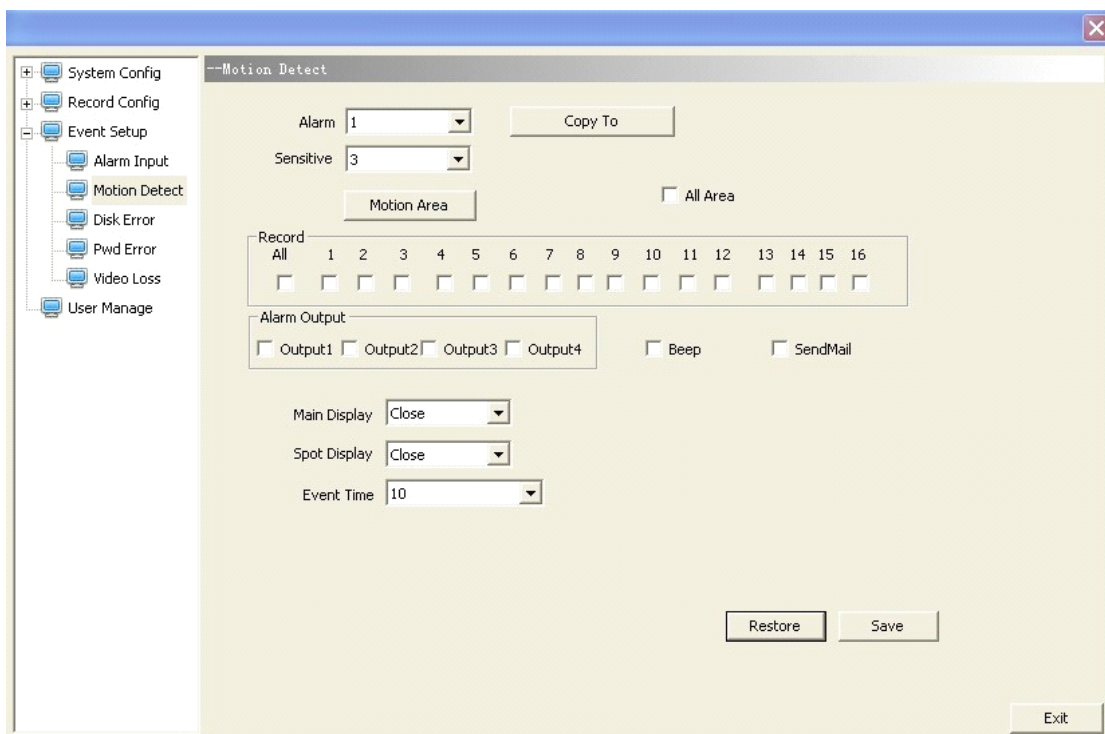 System Config
Record Config
Event Setup
Alarm Input
Motion Detect
Disk Error
Pwd Error
Video Loss
User Manage
--Motion Detect
Alarm 1 Copy To
Sensitive 3
Motion Area All Area
Record
All 1 2 3 4 5 6 7 8 9 10 11 12 13 14 15 16
Alarm Output
Output1 Output2 Output3 Output4 Beep SendMail
Main Display Close
Spot Display Close
Event Time 10
Restore Save
Exit